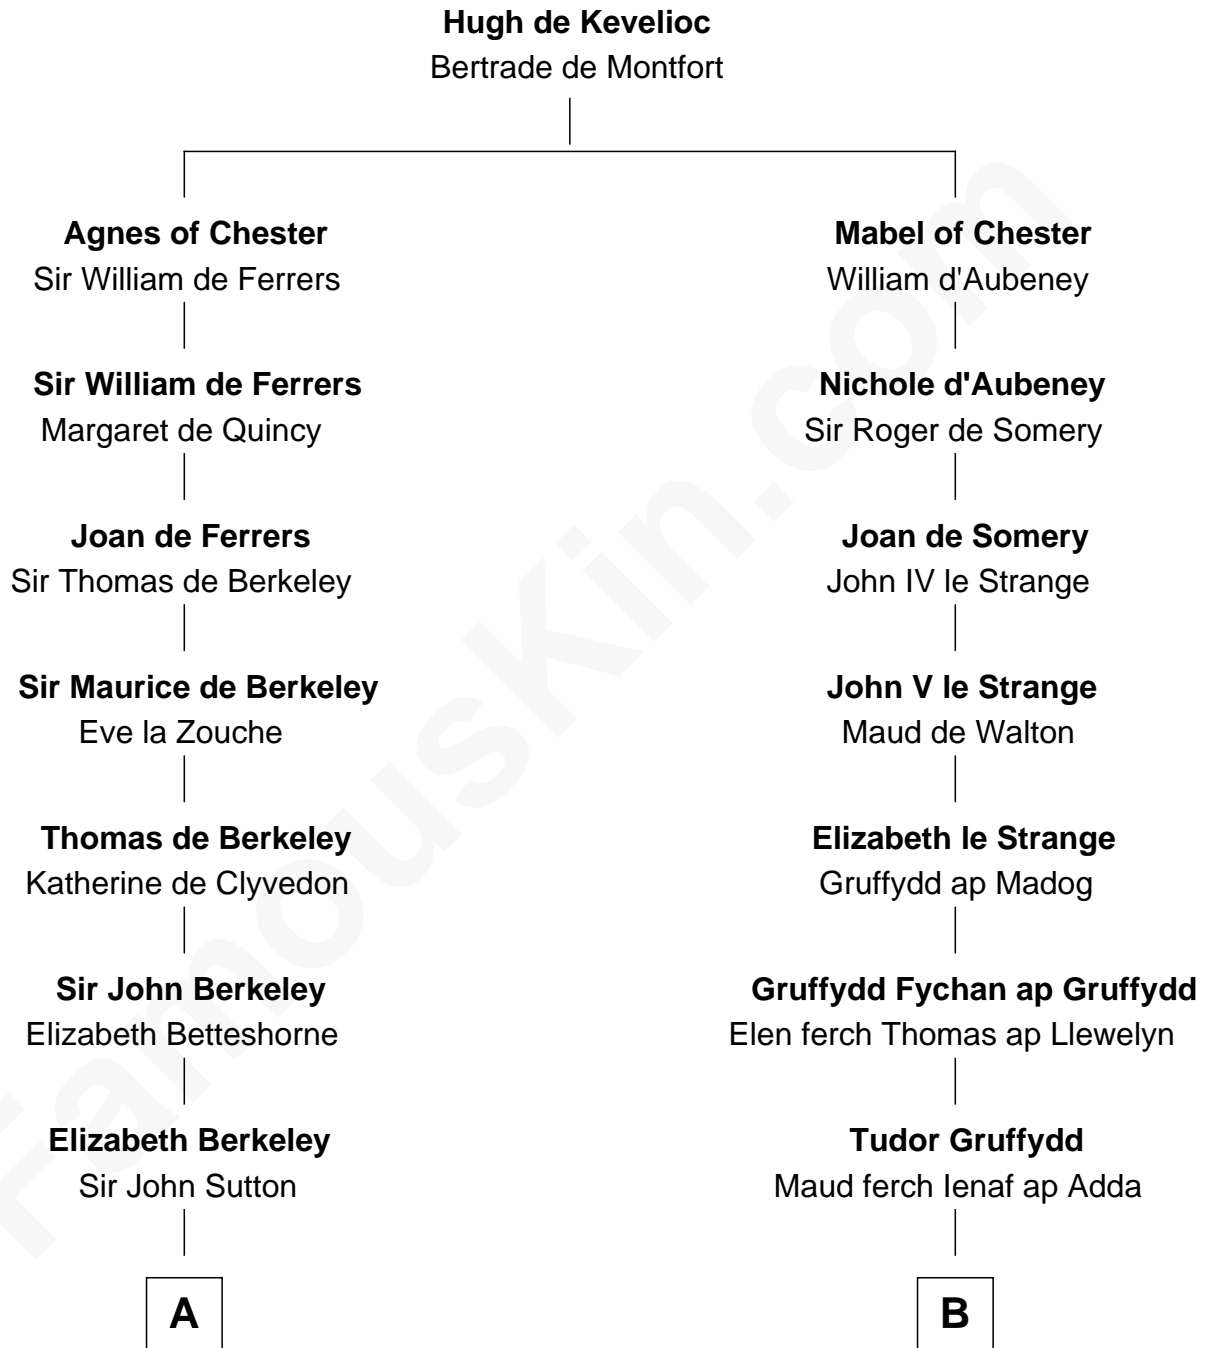 Hugh de Kevelioc
Bertrade de Montfort
Agnes of Chester
Sir William de Ferrers
Mabel of Chester
William d'Aubeney
Sir William de Ferrers
Margaret de Quincy
Nichole d'Aubeney
Sir Roger de Somery
Joan de Ferrers
Sir Thomas de Berkeley
Joan de Somery
John IV le Strange
Sir Maurice de Berkeley
Eve la Zouche
John V le Strange
Maud de Walton
Thomas de Berkeley
Katherine de Clyvedon
Elizabeth le Strange
Gruffydd ap Madog
Sir John Berkeley
Elizabeth Betteshorne
Gruffydd Fychan ap Gruffydd
Elen ferch Thomas ap Llewelyn
Elizabeth Berkeley
Sir John Sutton
Tudor Gruffydd
Maud ferch Ienaf ap Adda
A
B
FamousKin.com